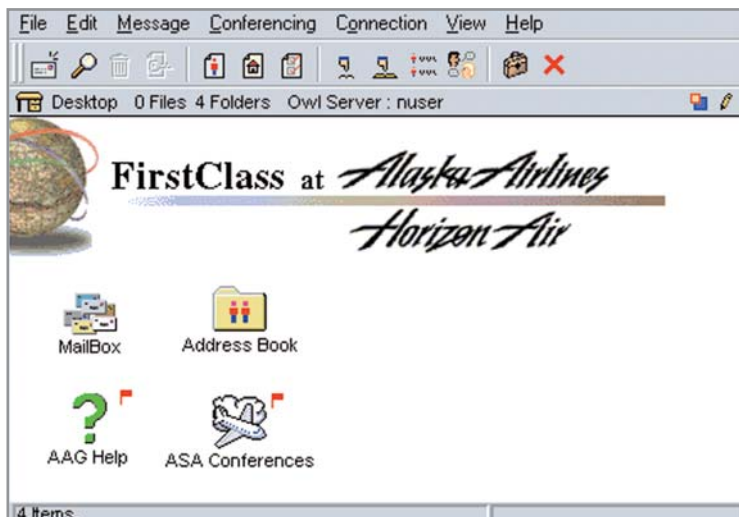 File Edit Message Conferencing Connection View Help
Desktop 0 Files 4 Folders Owl Server : nuser
FirstClass at Alaska Airlines
Horizon Air
MailBox
Address Book
AAG Help
ASA Conferences
4 Items